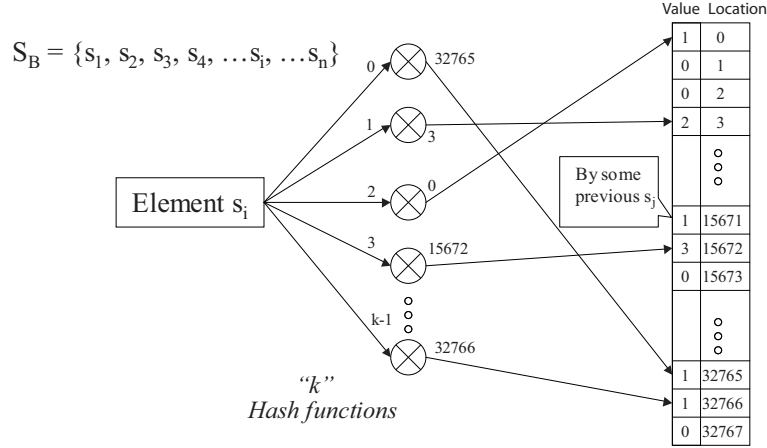 Value Location
S_B = {s_1, s_2, s_3, s_4, …s_i, …s_n}
0 32765
1 3
2 0
3 15672
k-1 32766
Element s_i
"k"
Hash functions
By some
previous s_j
1 0
0 1
0 2
2 3
1 15671
3 15672
0 15673
1 32765
1 32766
0 32767